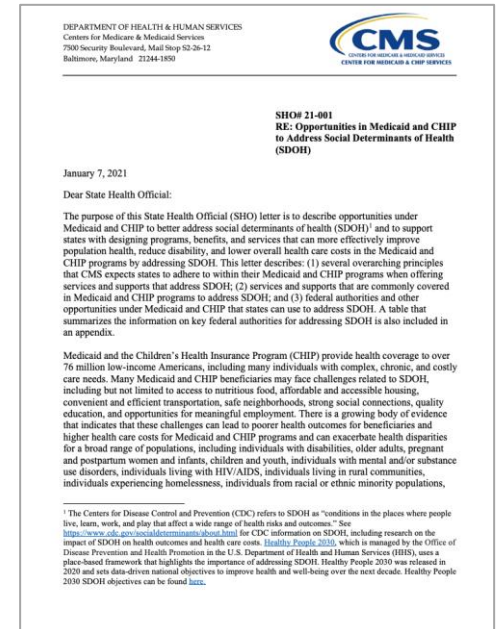 DEPARTMENT OF HEALTH & HUMAN SERVICES
Centers for Medicare & Medicaid Services
7500 Security Boulevard, Mail Stop S2-26-12
Baltimore, Maryland 21244-1850
CMS
CENTERS FOR MEDICARE & MEDICAID SERVICES
CENTER FOR MEDICAID & CHIP SERVICES
SHO# 21-001
RE: Opportunities in Medicaid and CHIP
to Address Social Determinants of Health
(SDOH)
January 7, 2021
Dear State Health Official:
The purpose of this State Health Official (SHO) letter is to describe opportunities under
Medicaid and CHIP to better address social determinants of health (SDOH)¹ and to support
states with designing programs, benefits, and services that can more effectively improve
population health, reduce disability, and lower overall health care costs in the Medicaid and
CHIP programs by addressing SDOH. This letter describes: (1) several overarching principles
that CMS expects states to adhere to within their Medicaid and CHIP programs when offering
services and supports that address SDOH; (2) services and supports that are commonly covered
in Medicaid and CHIP programs to address SDOH; and (3) federal authorities and other
opportunities under Medicaid and CHIP that states can use to address SDOH. A table that
summarizes the information on key federal authorities for addressing SDOH is also included in
an appendix.
Medicaid and the Children's Health Insurance Program (CHIP) provide health coverage to over
76 million low-income Americans, including many individuals with complex, chronic, and costly
care needs. Many Medicaid and CHIP beneficiaries may face challenges related to SDOH,
including but not limited to access to nutritious food, affordable and accessible housing,
convenient and efficient transportation, safe neighborhoods, strong social connections, quality
education, and opportunities for meaningful employment. There is a growing body of evidence
that indicates that these challenges can lead to poorer health outcomes for beneficiaries and
higher health care costs for Medicaid and CHIP programs and can exacerbate health disparities
for a broad range of populations, including individuals with disabilities, older adults, pregnant
and postpartum women and infants, children and youth, individuals with mental and/or substance
use disorders, individuals living with HIV/AIDS, individuals living in rural communities,
individuals experiencing homelessness, individuals from racial or ethnic minority populations,
¹ The Centers for Disease Control and Prevention (CDC) refers to SDOH as "conditions in the places where people
live, learn, work, and play that affect a wide range of health risks and outcomes." See
https://www.cdc.gov/socialdeterminants/about.html for CDC information on SDOH, including research on the
impact of SDOH on health outcomes and health care costs. Healthy People 2030, which is managed by the Office of
Disease Prevention and Health Promotion in the U.S. Department of Health and Human Services (HHS), uses a
place-based framework that highlights the importance of addressing SDOH. Healthy People 2030 was released in
2020 and sets data-driven national objectives to improve health and well-being over the next decade. Healthy People
2030 SDOH objectives can be found here.